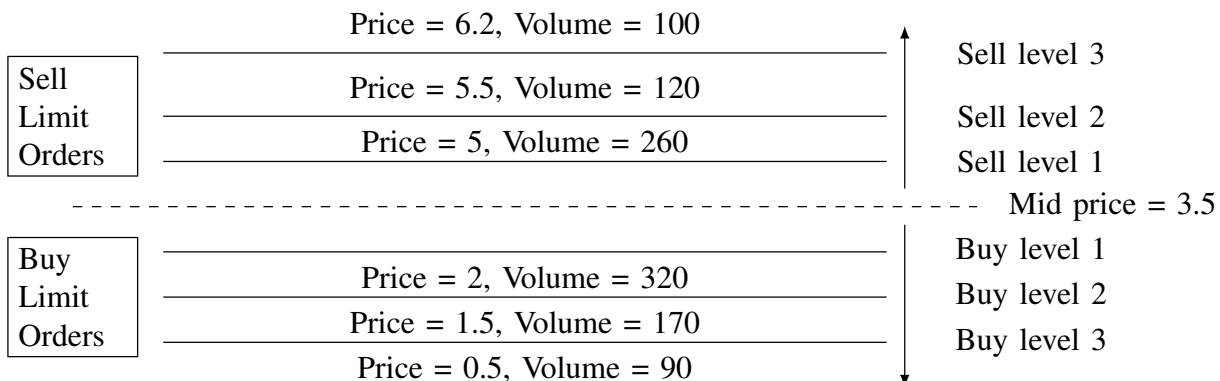 Price = 6.2, Volume = 100
Sell level 3
Sell
Limit
Orders
Price = 5.5, Volume = 120
Sell level 2
Price = 5, Volume = 260
Sell level 1
Mid price = 3.5
Buy
Limit
Orders
Buy level 1
Price = 2, Volume = 320
Buy level 2
Price = 1.5, Volume = 170
Buy level 3
Price = 0.5, Volume = 90